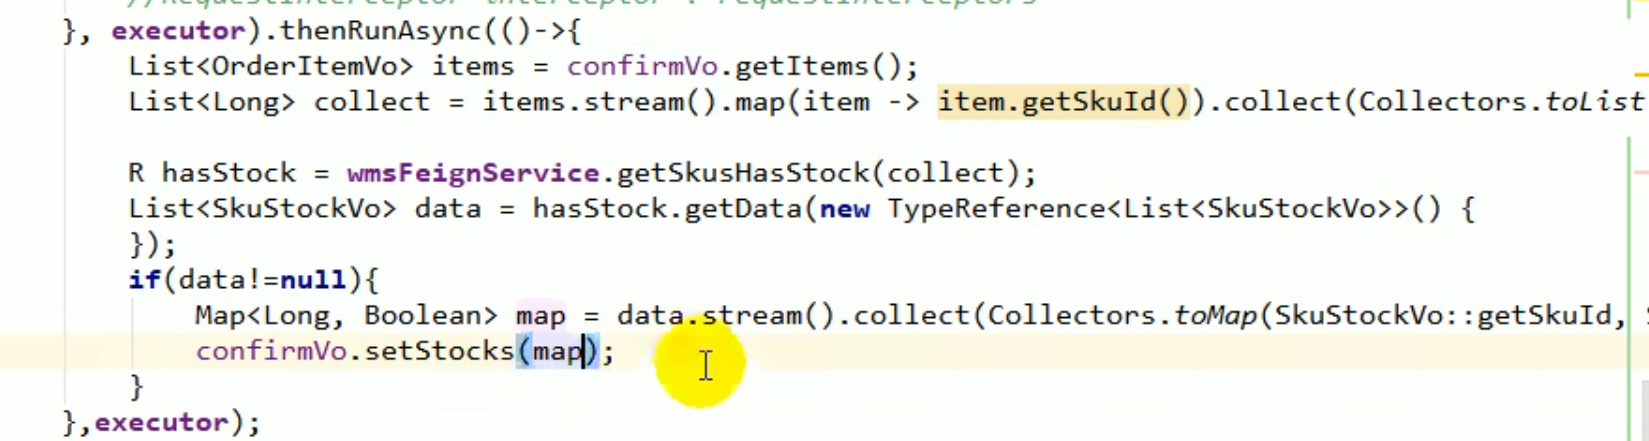 }, executor).thenRunAsync(()->{
List<OrderItemVo> items = confirmVo.getItems();
List<Long> collect = items.stream().map(item -> item.getSkuId()).collect(Collectors.toList
R hasStock = wmsFeignService.getSkusHasStock(collect);
List<SkuStockVo> data = hasStock.getData(new TypeReference<List<SkuStockVo>>() {
});
if(data!=null){
Map<Long, Boolean> map = data.stream().collect(Collectors.toMap(SkuStockVo::getSkuId,
confirmVo.setStocks(map);
}
},executor);